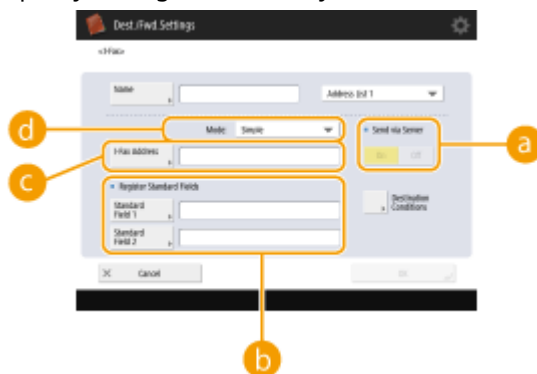 Dest./Fwd.Settings
<I-Fax>
Name
Address List 1
d
Mode:
Simple
Send via Server
a
On
Off
I-Fax Address
c
Register Standard Fields
Standard
Field 1
Destination
Conditions
Standard
Field 2
Cancel
OK
b